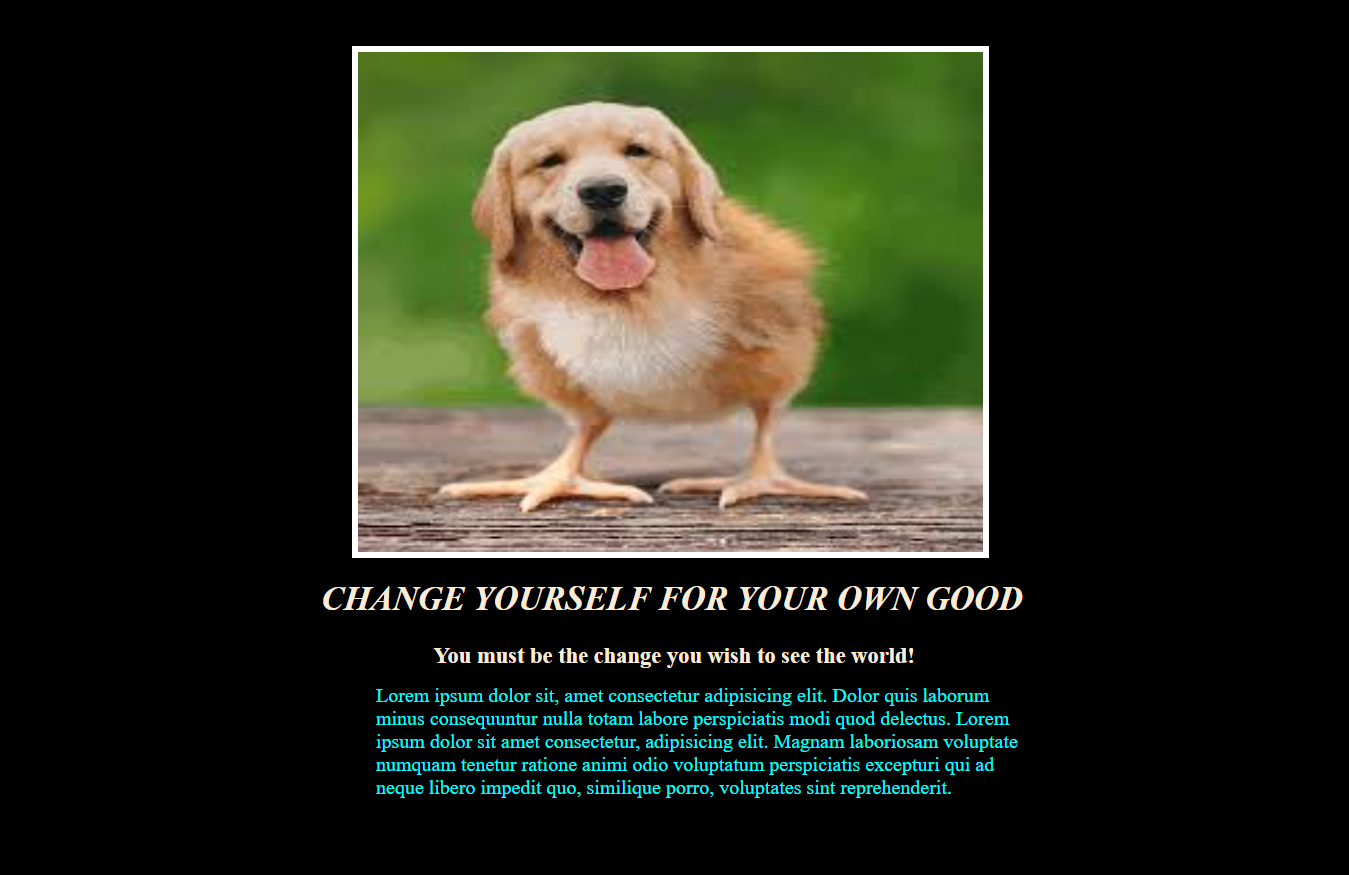 CHANGE YOURSELF FOR YOUR OWN GOOD
You must be the change you wish to see the world!
Lorem ipsum dolor sit, amet consectetur adipisicing elit. Dolor quis laborum
minus consequuntur nulla totam labore perspiciatis modi quod delectus. Lorem
ipsum dolor sit amet consectetur, adipisicing elit. Magnam laboriosam voluptate
numquam tenetur ratione animi odio voluptatum perspiciatis excepturi qui ad
neque libero impedit quo, similique porro, voluptates sint reprehenderit.